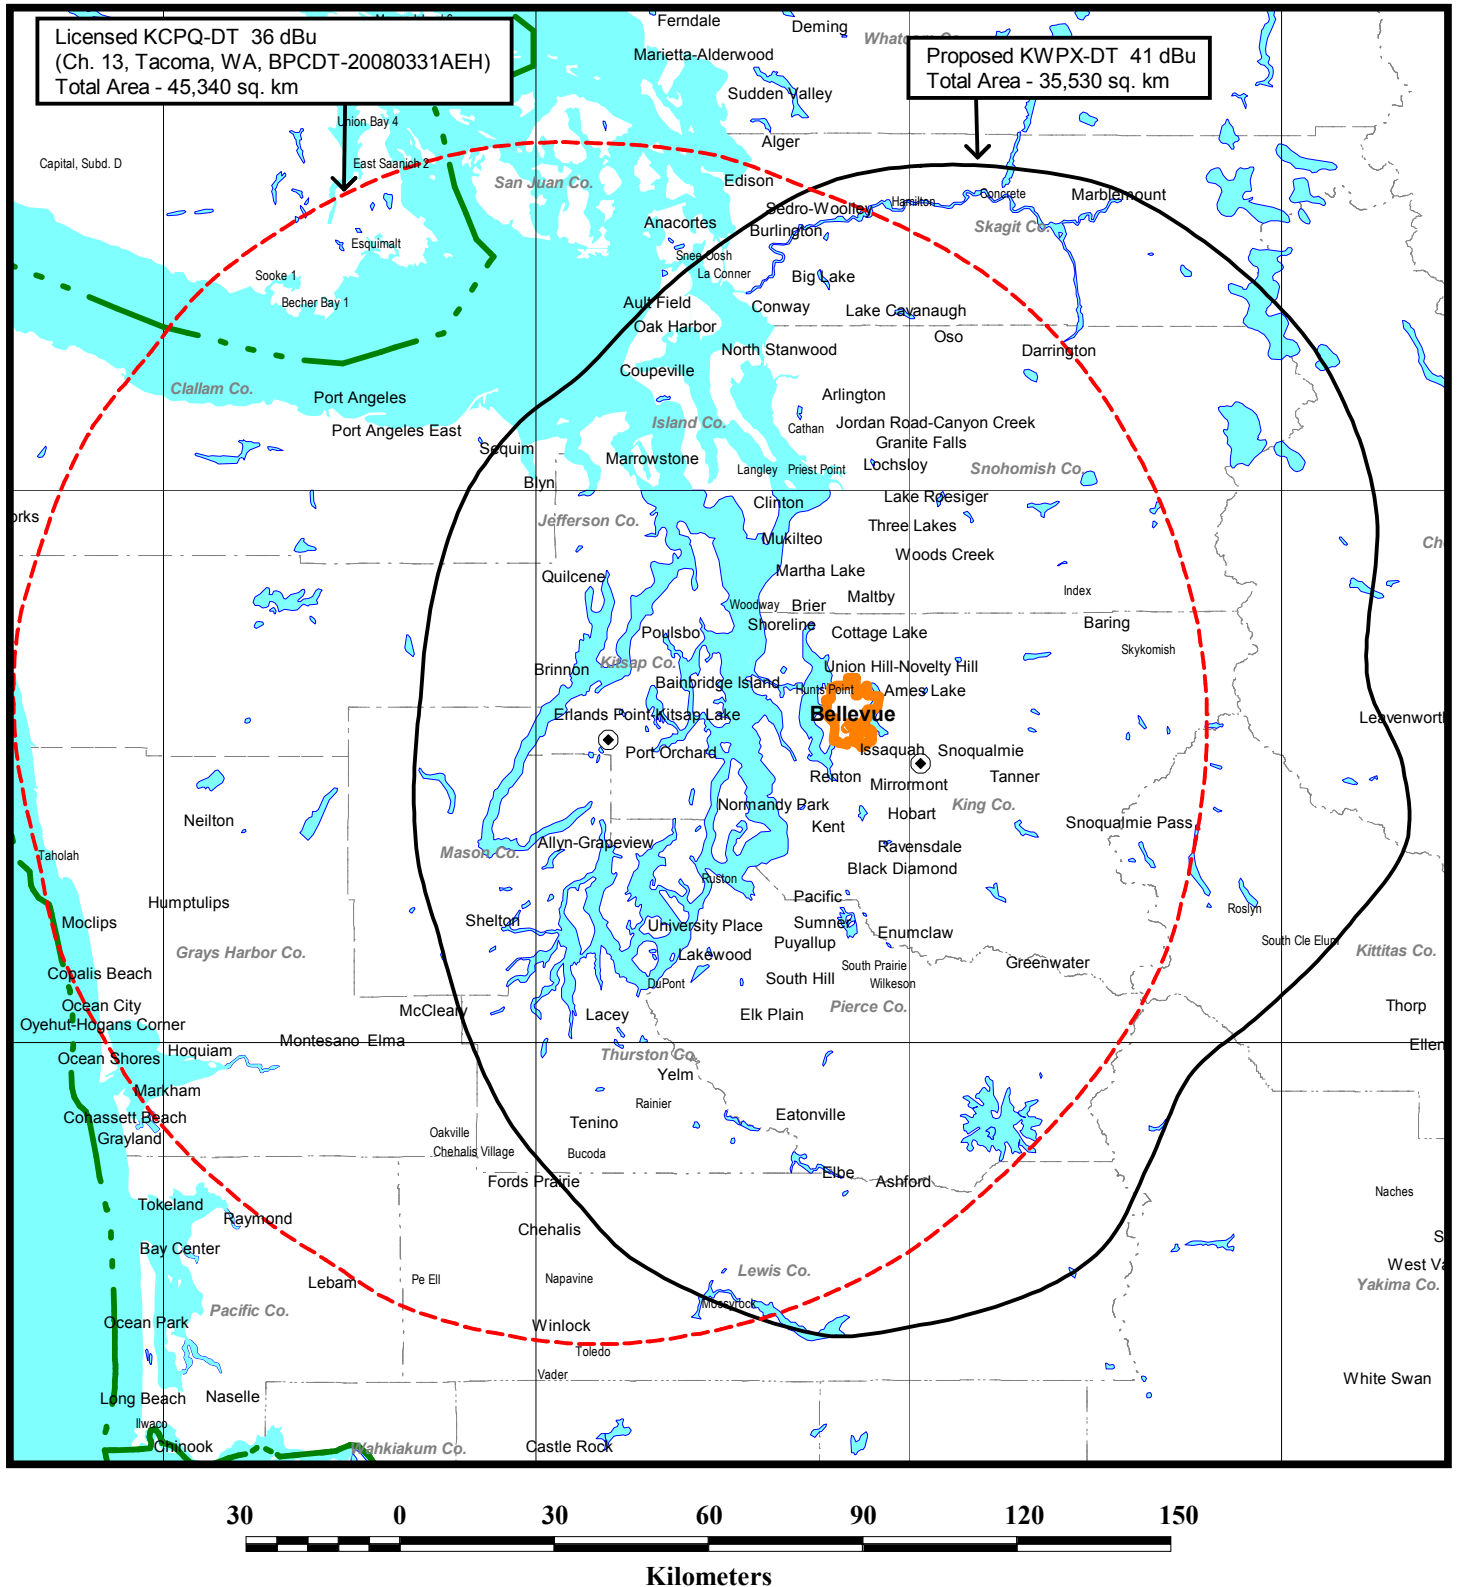 Licensed KCPQ-DT 36 dBu
(Ch. 13, Tacoma, WA, BPCDT-20080331AEH)
Total Area - 45,340 sq. km
Proposed KWPX-DT 41 dBu
Total Area - 35,530 sq. km
Ferndale
Deming
Marietta-Alderwood
Sudden Valley
Union Bay 4
Alger
Capital, Subd. D
East Saanich 2
San Juan Co.
Edison
Concrete
Marblemount
Hamilton
Sedro-Woolley
Anacortes
Burlington
Skagit Co.
Esquimalt
Snee Oosh
La Conner
Sooke 1
Big Lake
Becher Bay 1
Ault Field
Conway
Lake Cavanaugh
Oak Harbor
Oso
North Stanwood
Darrington
Coupeville
Clallam Co.
Port Angeles
Arlington
Island Co.
Cathan
Jordan Road-Canyon Creek
Port Angeles East
Granite Falls
Sequim
Marrowstone
Langley
Priest Point
Lochsloy
Snohomish Co.
Blyn
Clinton
Lake Roesiger
orks
Jefferson Co.
Three Lakes
Mukilteo
Ch
Woods Creek
Quilcene
Martha Lake
Index
Woodway
Brier
Maltby
Shoreline
Baring
Poulsbo
Cottage Lake
Skykomish
Kitsap Co.
Brinnon
Union Hill-Novelty Hill
Bainbridge Island
Hunts Point
Ames Lake
Erlands Point-Kitsap Lake
Bellevue
Leavenworth
Port Orchard
Issaquah
Snoqualmie
Renton
Mirrormont
Tanner
Normandy Park
King Co.
Neilton
Kent
Hobart
Snoqualmie Pass
Allyn-Grapeview
Ravensdale
Mason Co.
Taholah
Black Diamond
Ruston
Humptulips
Pacific
Roslyn
Moclips
Shelton
University Place
Sumner
Enumclaw
South Cle Elum
Grays Harbor Co.
Puyallup
Kittitas Co.
Lakewood
Copalis Beach
South Prairie
Greenwater
DuPont
South Hill
Wilkeson
Ocean City
McCleary
Lacey
Elk Plain
Pierce Co.
Thorp
Oyehut-Hogans Corner
Montesano
Elma
Ellen
Ocean Shores
Hoquiam
Thurston Co.
Yelm
Markham
Rainier
Cohassett Beach
Eatonville
Tenino
Grayland
Oakville
Chehalis Village
Bucoda
Elbe
Fords Prairie
Ashford
Naches
Tokeland
Raymond
Chehalis
S
Bay Center
West Va
Lewis Co.
Lebam
Pe Ell
Napavine
Yakima Co.
Pacific Co.
Mossyrock
Ocean Park
Winlock
Toledo
Vader
White Swan
Long Beach
Naselle
Ilwaco
Chinook
Wahkiakum Co.
Castle Rock
30 0 30 60 90 120 150
Kilometers